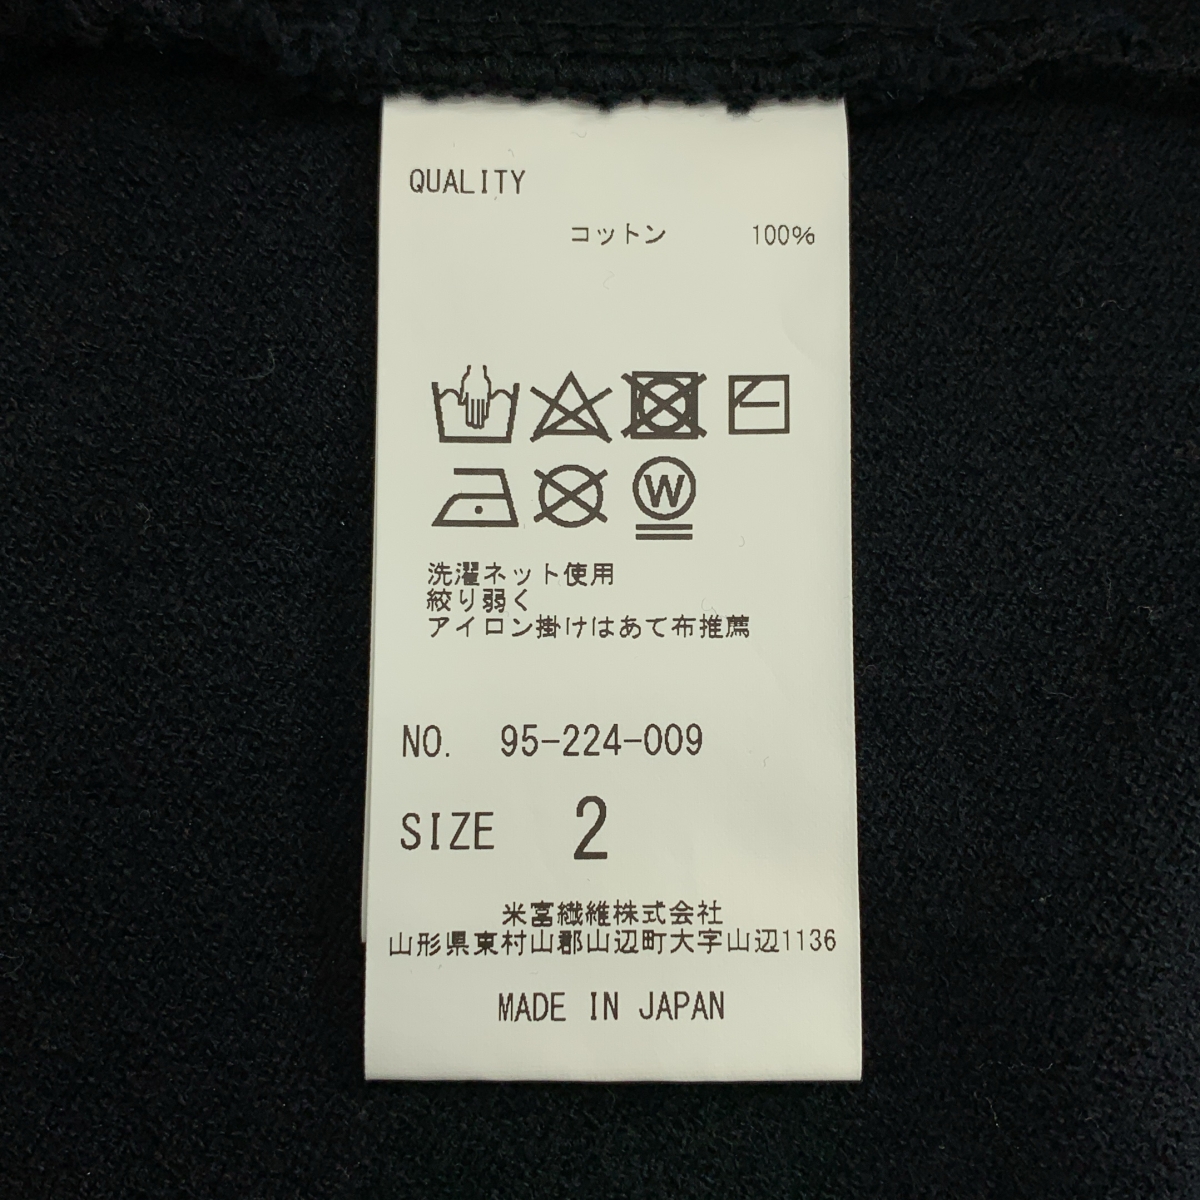 QUALITY
コットン 100%
W
洗濯ネット使用
絞り弱く
アイロン掛けはあて布推薦
NO. 95-224-009
SIZE 2
米富繊維株式会社
山形県東村山郡山辺町大字山辺1136
MADE IN JAPAN